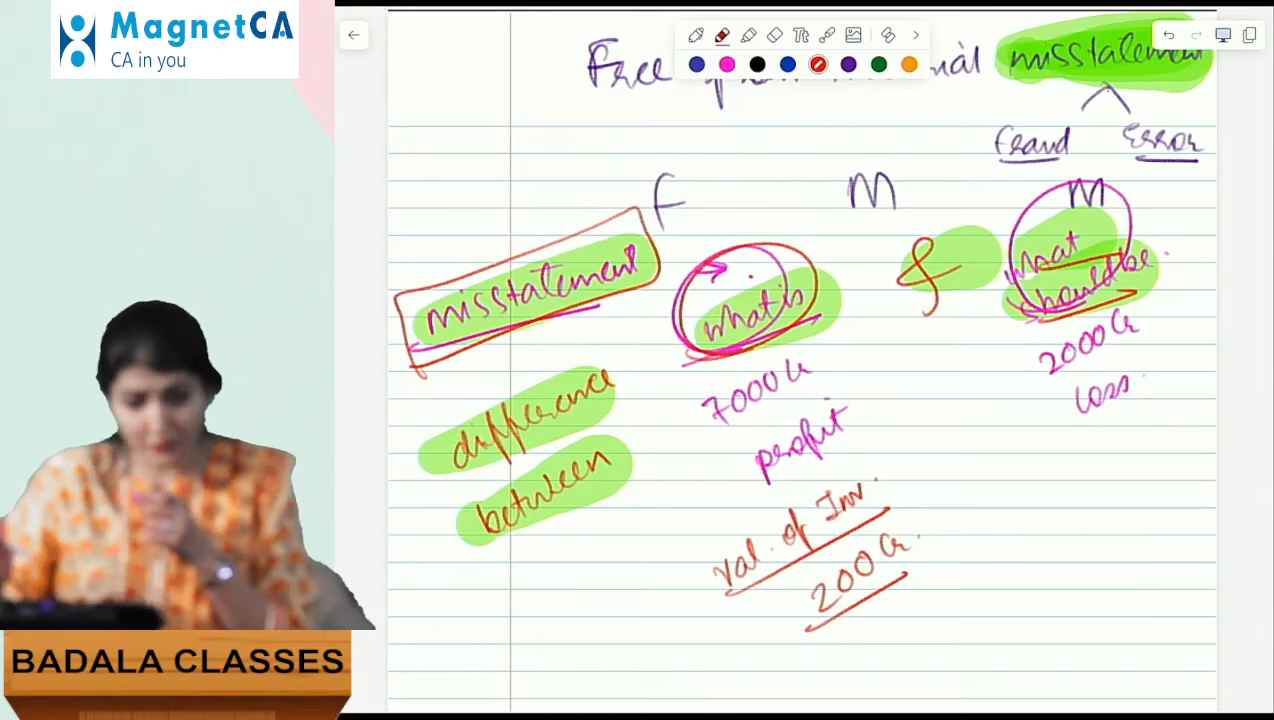 MagnetCA
CA in you
Free misstatement
Fraud Error
F M M
misstatement what is & what should be.
difference between
7000 Cr profit
2000 Cr Loss.
val. of Inv.
200 Cr.
Tt
BADALA CLASSES